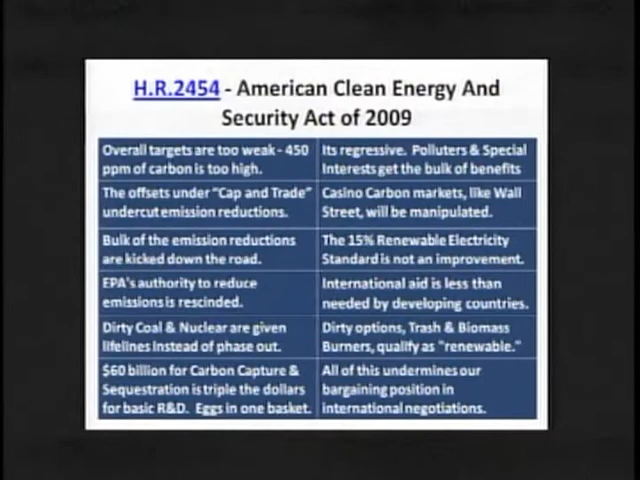 H.R.2454 - American Clean Energy And
Security Act of 2009
Overall targets are too weak - 450
ppm of carbon is too high.
Its regressive. Polluters & Special
Interests get the bulk of benefits
The offsets under "Cap and Trade"
undercut emission reductions.
Casino Carbon markets, like Wall
Street, will be manipulated.
Bulk of the emission reductions
are kicked down the road.
The 15% Renewable Electricity
Standard is not an improvement.
EPA's authority to reduce
emissions is rescinded.
International aid is less than
needed by developing countries.
Dirty Coal & Nuclear are given
lifelines instead of phase out.
Dirty options, Trash & Biomass
Burners, qualify as "renewable."
$60 billion for Carbon Capture &
Sequestration is triple the dollars
for basic R&D. Eggs in one basket.
All of this undermines our
bargaining position in
international negotiations.